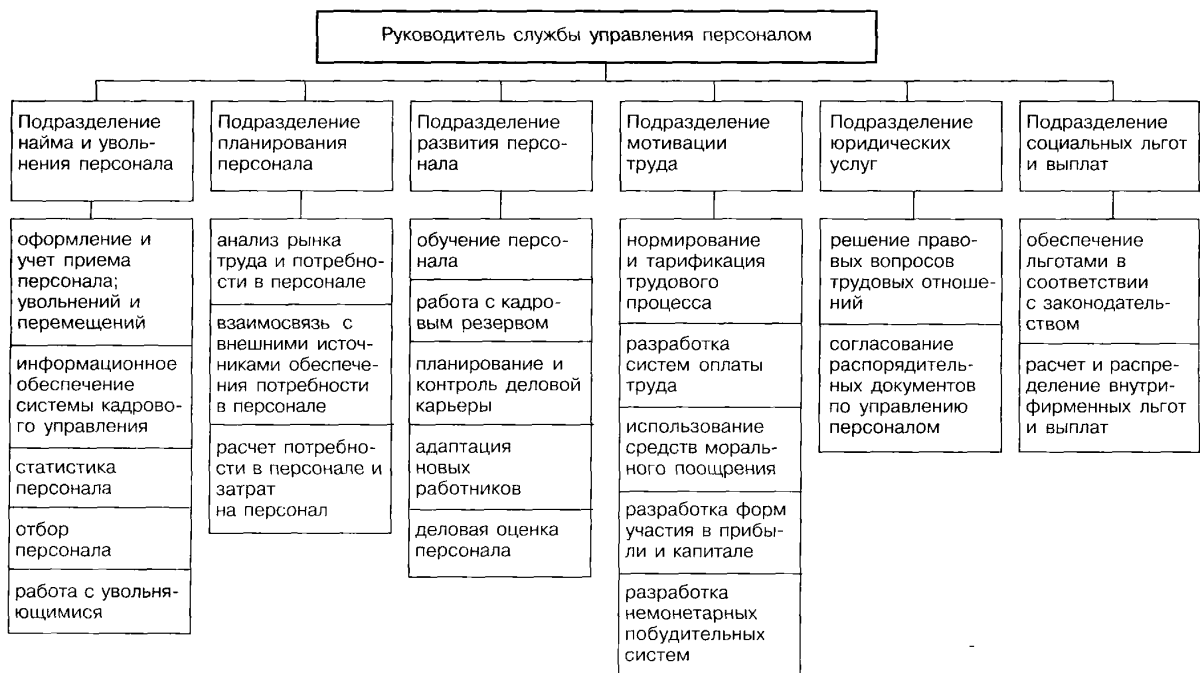 Руководитель службы управления персоналом
Подразделение
найма и уволь-
нения персонала
Подразделение
планирования
персонала
Подразделение
развития персо-
нала
Подразделение
мотивации
труда
Подразделение
юридических
услуг
Подразделение
социальных льгот
и выплат
оформление и
учет приема
персонала;
увольнений и
перемещений
информационное
обеспечение
системы кадрово-
го управления
статистика
персонала
отбор
персонала
работа с увольня-
ющимися
анализ рынка
труда и потребно-
сти в персонале
взаимосвязь с
внешними источ-
никами обеспече-
ния потребности
в персонале
расчет потребно-
сти в персонале и
затрат
на персонал
обучение персо-
нала
работа с кадро-
вым резервом
планирование и
контроль деловой
карьеры
адаптация
новых
работников
деловая оценка
персонала
нормирование
и тарификация
трудового
процесса
разработка
систем оплаты
труда
использование
средств мораль-
ного поощрения
разработка форм
участия в прибы-
ли и капитале
разработка
немонетарных
побудительных
систем
решение право-
вых вопросов
трудовых отноше-
ний
согласование
распорядитель-
ных документов
по управлению
персоналом
обеспечение
льготами в
соответствии
с законодатель-
ством
расчет и распре-
деление внутри-
фирменных льгот
и выплат